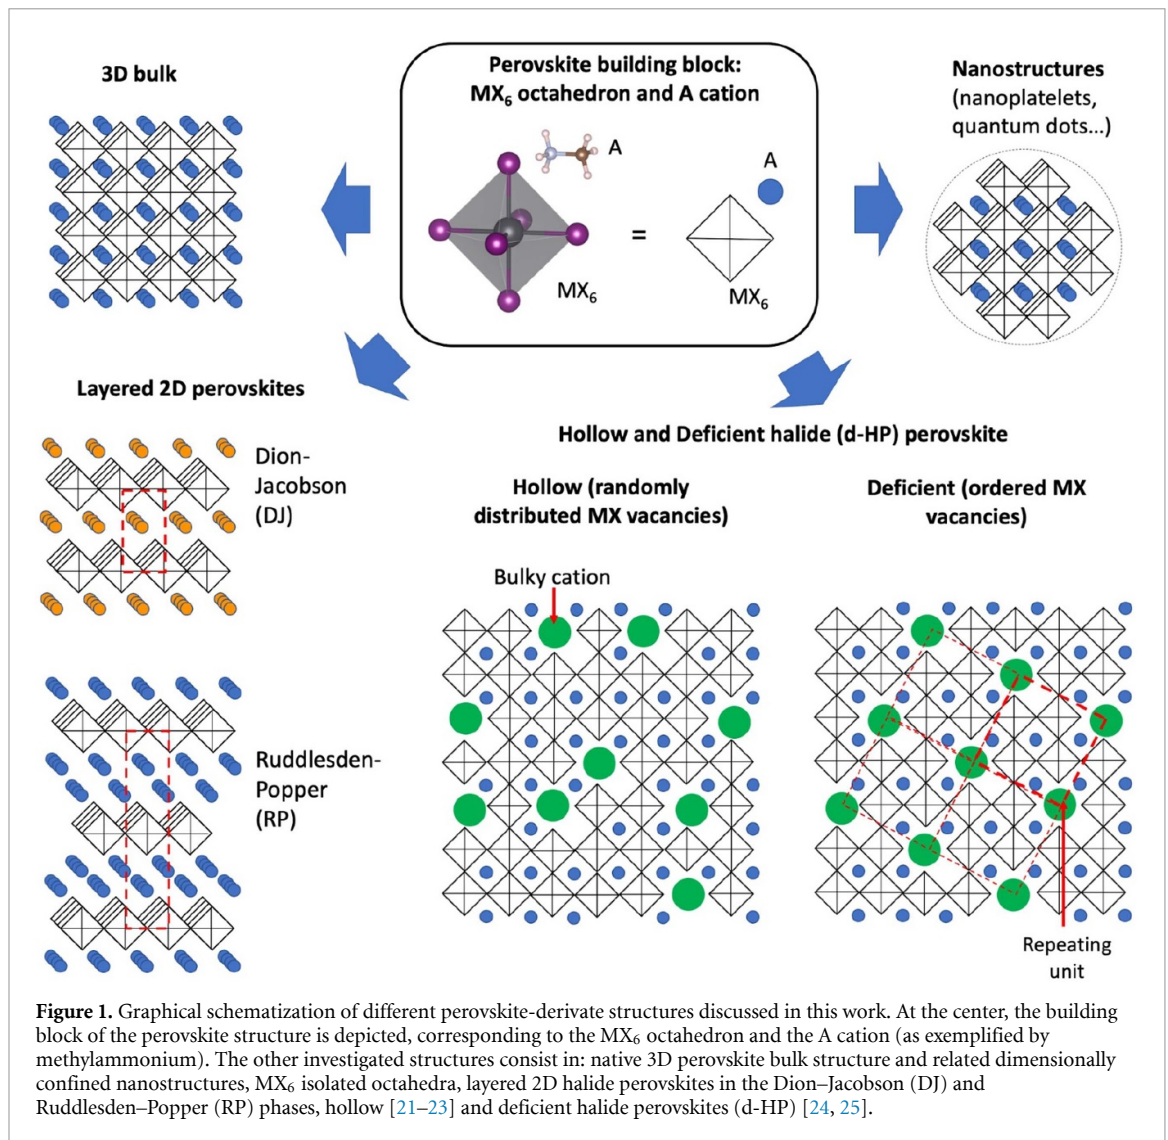 3D bulk
Perovskite building block:
MX6 octahedron and A cation
A
MX6
=
A
MX6
Nanostructures
(nanoplatelets,
quantum dots...)
Layered 2D perovskites
Dion-
Jacobson
(DJ)
Ruddlesden-
Popper
(RP)
Hollow and Deficient halide (d-HP) perovskite
Hollow (randomly
distributed MX vacancies)
Bulky cation
Deficient (ordered MX
vacancies)
Repeating
unit
Figure 1. Graphical schematization of different perovskite-derivate structures discussed in this work. At the center, the building
block of the perovskite structure is depicted, corresponding to the MX6 octahedron and the A cation (as exemplified by
methylammonium). The other investigated structures consist in: native 3D perovskite bulk structure and related dimensionally
confined nanostructures, MX6 isolated octahedra, layered 2D halide perovskites in the Dion–Jacobson (DJ) and
Ruddlesden–Popper (RP) phases, hollow [21–23] and deficient halide perovskites (d-HP) [24, 25].